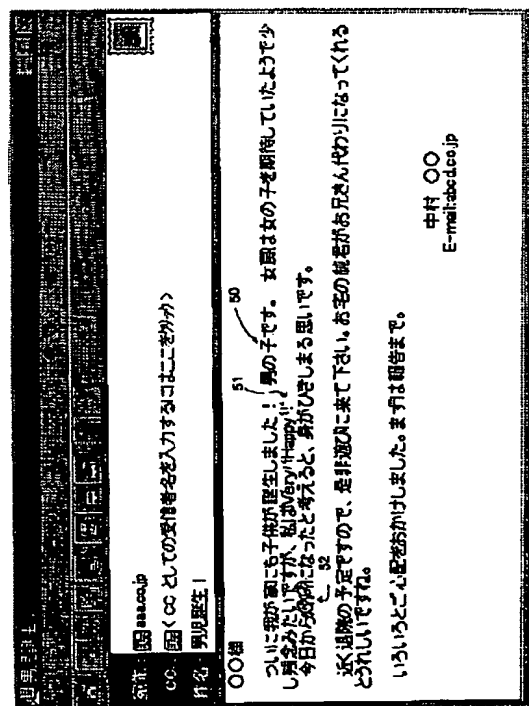 宛先: aaa.co.jp
CC: <CC としての受信者名を入力するにはここをクリック>
件名: 男児誕生!
〇〇様
50
51
ついに我が家にも子供が誕生しました! 男の子です。 女房は女の子を期待していたようで少
し残念みたいですが、私はVery!!Happy!!
今日から父親になったと考えると、身がひきしまる思いです。
52
近く退院の予定ですので、是非遊びに来て下さい。お宅の 君がお兄さん代わりになってくれる
とうれしいですね。
いろいろとご心配をおかけしました。まずは報告まで。
中村 〇〇
E-mail:abcd.co.jp